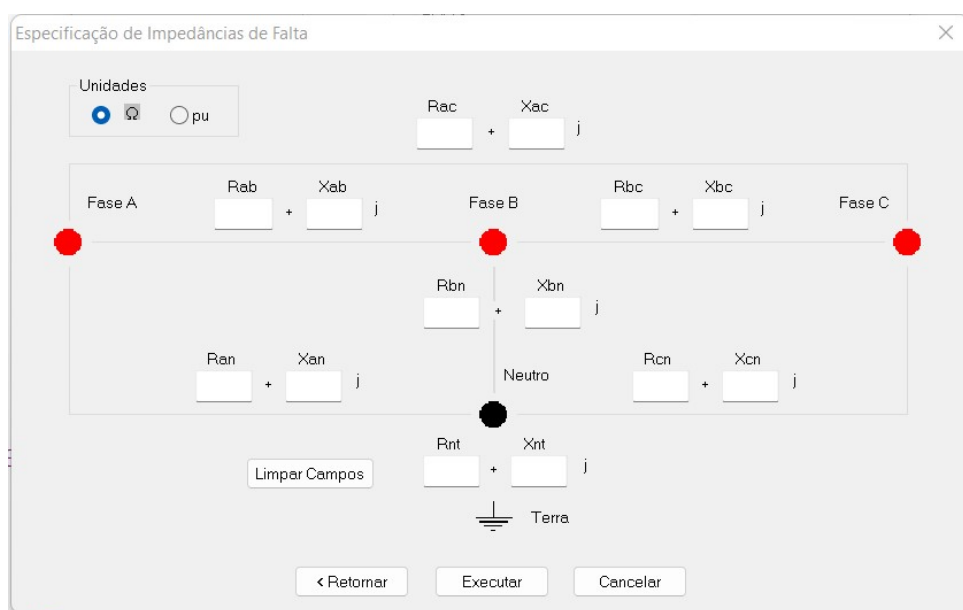 Especificação de Impedâncias de Falta
Unidades
Ω pu
Rac Xac
+ j
Rab Xab
+ j
Rbc Xbc
+ j
Fase A Fase B Fase C
Rbn Xbn
+ j
Ran Xan
+ j
Neutro
Rcn Xcn
+ j
Rnt Xnt
+ j
Limpar Campos
Terra
< Retornar Executar Cancelar